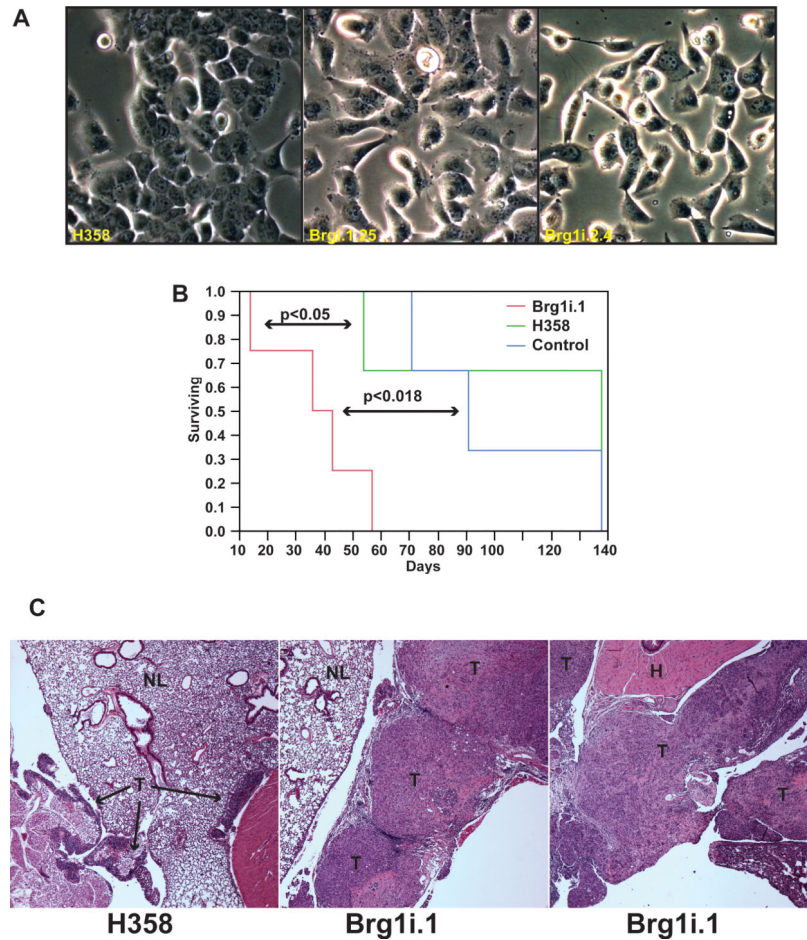 A
H358
Brgi.1.25
Brg1i.2.4
B
Brg1i.1
H358
Control
p<0.05
p<0.018
Surviving
1.0
0.9
0.8
0.7
0.6
0.5
0.4
0.3
0.2
0.1
0.0
10 20 30 40 50 60 70 80 90 100 120 140
Days
C
NL
T
H358
NL
T
T
T
Brg1i.1
T
H
T
T
Brg1i.1